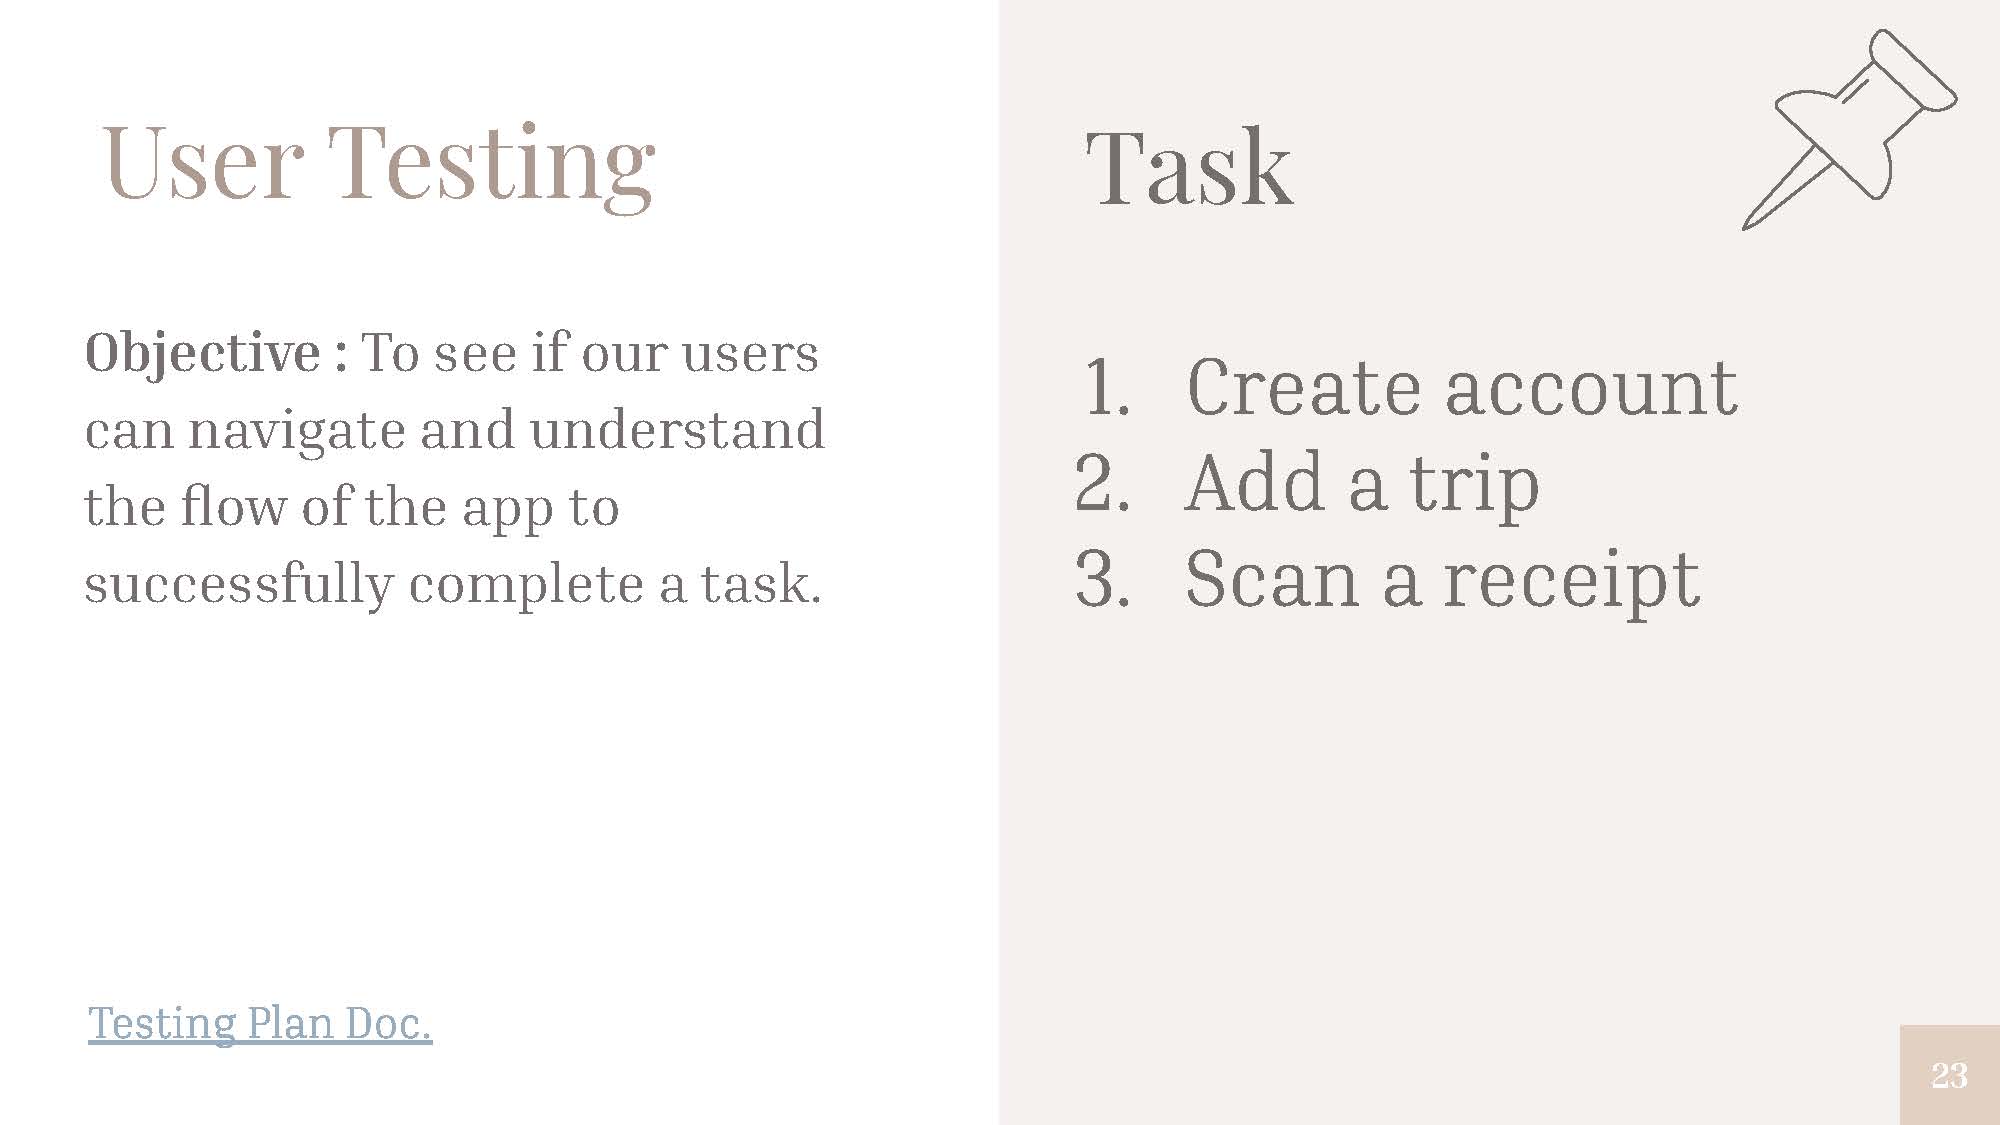 User Testing
Objective : To see if our users
can navigate and understand
the flow of the app to
successfully complete a task.
Testing Plan Doc.
Task
1. Create account
2. Add a trip
3. Scan a receipt
23